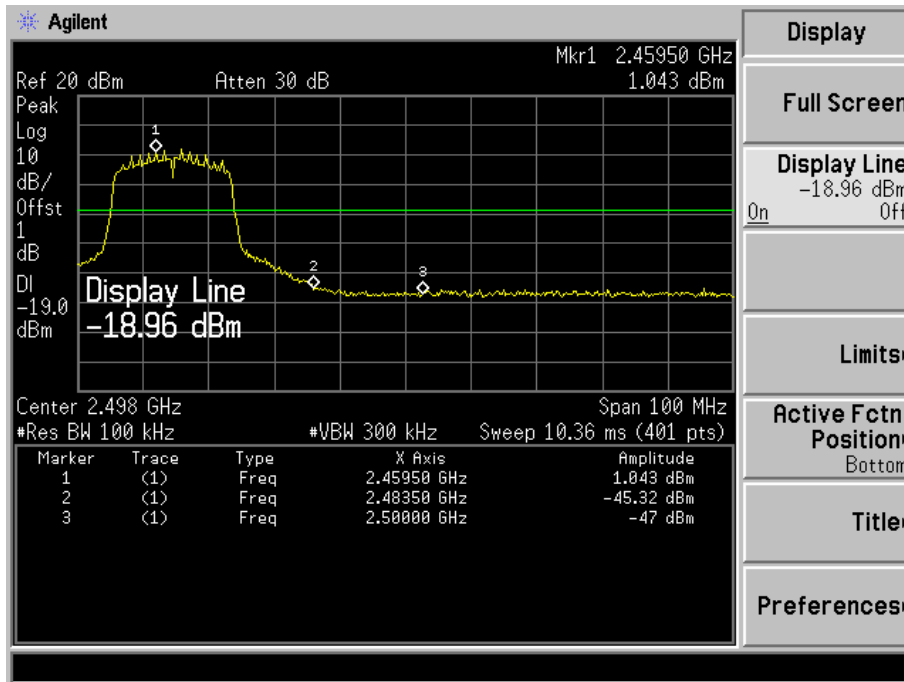 Agilent
Display
Mkr1 2.45950 GHz
Ref 20 dBm Atten 30 dB 1.043 dBm
Peak
Log
10
dB/
Offst
1
dB
DI
-19.0
dBm
1
2
3
Display Line
-18.96 dBm
Center 2.498 GHz Span 100 MHz
#Res BW 100 kHz #VBW 300 kHz Sweep 10.36 ms (401 pts)
Marker Trace Type X Axis Amplitude
1 (1) Freq 2.45950 GHz 1.043 dBm
2 (1) Freq 2.48350 GHz -45.32 dBm
3 (1) Freq 2.50000 GHz -47 dBm
Full Screen
Display Line
-18.96 dBm
On Off
Limits
Active Fctn
Position
Bottom
Title
Preferences